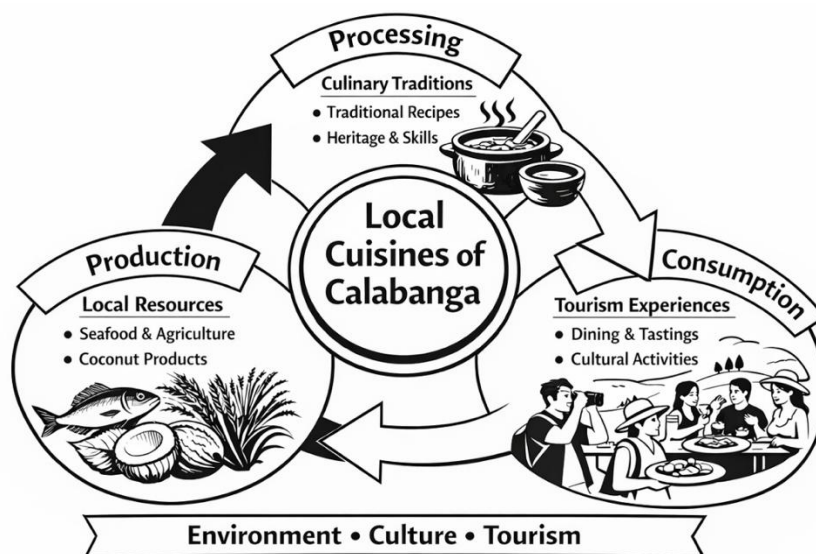 Processing
Culinary Traditions
• Traditional Recipes
• Heritage & Skills
Local
Cuisines of
Calabanga
Production
Local Resources
• Seafood & Agriculture
• Coconut Products
Consumption
Tourism Experiences
• Dining & Tastings
• Cultural Activities
Environment • Culture • Tourism